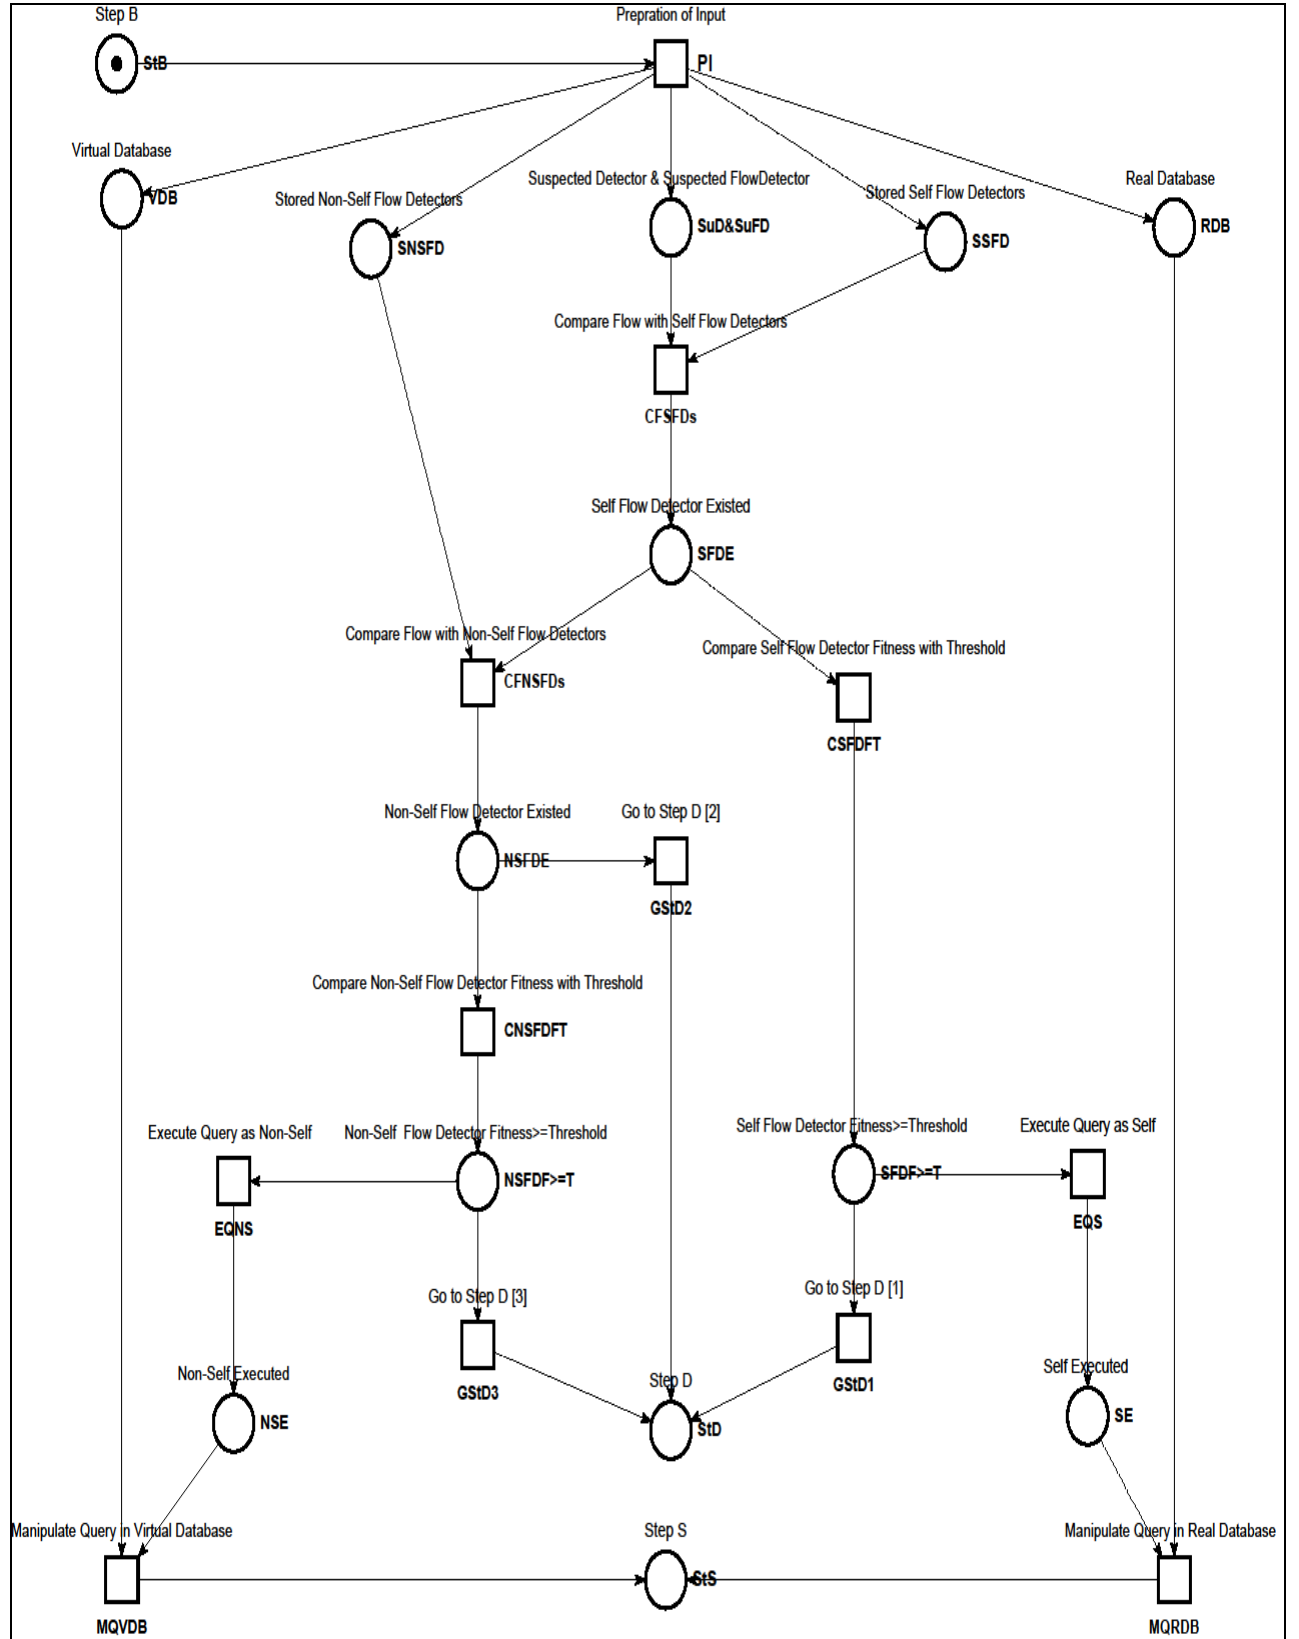 Step B
Prepration of Input
StB
PI
Virtual Database
VDB
Stored Non-Self Flow Detectors
SNSFD
Suspected Detector & Suspected FlowDetector
SuD&SuFD
Stored Self Flow Detectors
SSFD
Real Database
RDB
Compare Flow with Self Flow Detectors
CFSFDs
Self Flow Detector Existed
SFDE
Compare Flow with Non-Self Flow Detectors
CFNSFDs
Compare Self Flow Detector Fitness with Threshold
CSFDFT
Non-Self Flow Detector Existed
NSFDE
Go to Step D [2]
GStD2
Compare Non-Self Flow Detector Fitness with Threshold
CNSFDFT
Execute Query as Non-Self
EQNS
Non-Self Flow Detector Fitness>=Threshold
NSFDF>=T
Self Flow Detector Fitness>=Threshold
SFDF>=T
Execute Query as Self
EQS
Go to Step D [3]
GStD3
Go to Step D [1]
GStD1
Non-Self Executed
NSE
Step D
StD
Self Executed
SE
Manipulate Query in Virtual Database
MQVDB
Step S
StS
Manipulate Query in Real Database
MQRDB